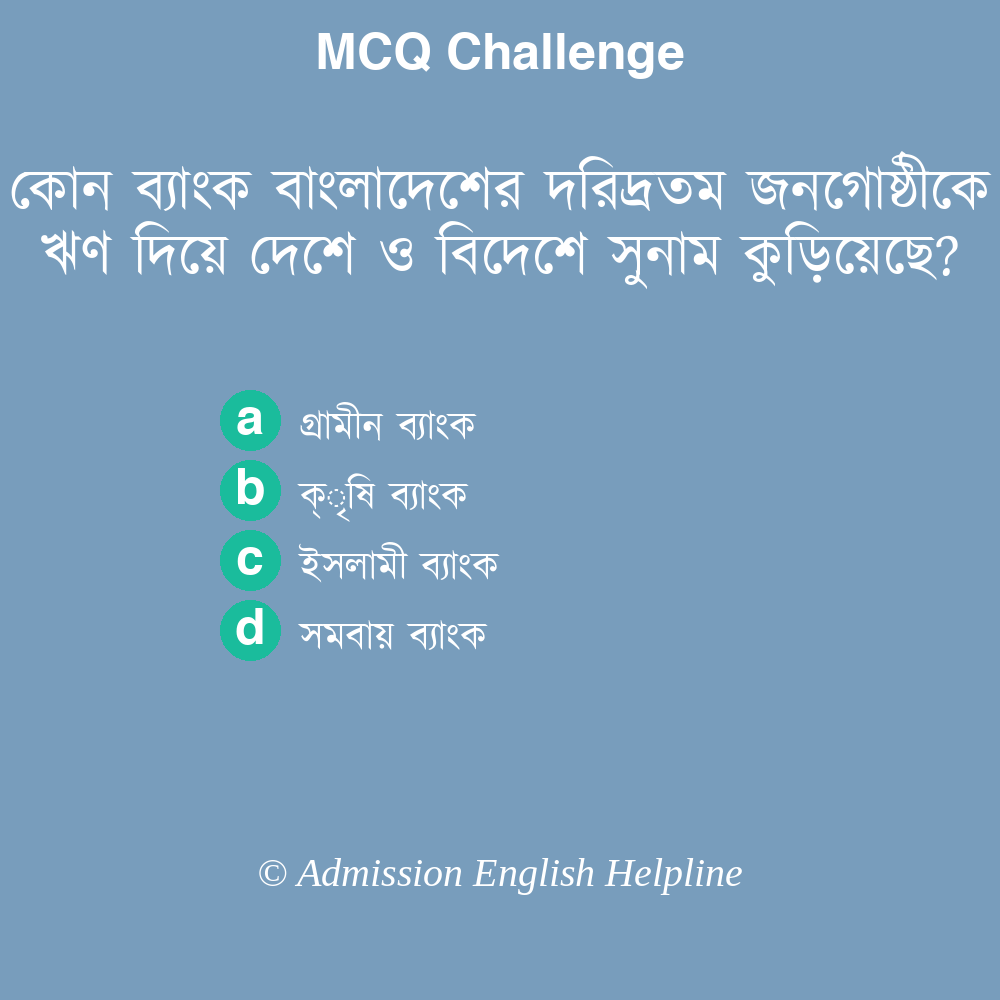 MCQ Challenge
কোন ব্যাংক বাংলাদেশের দরিদ্রতম জনগোষ্ঠীকে
ঋণ দিয়ে দেশে ও বিদেশে সুনাম কুড়িয়েছে?
a গ্রামীন ব্যাংক
b ক্ৃষি ব্যাংক
c ইসলামী ব্যাংক
d সমবায় ব্যাংক
© Admission English Helpline